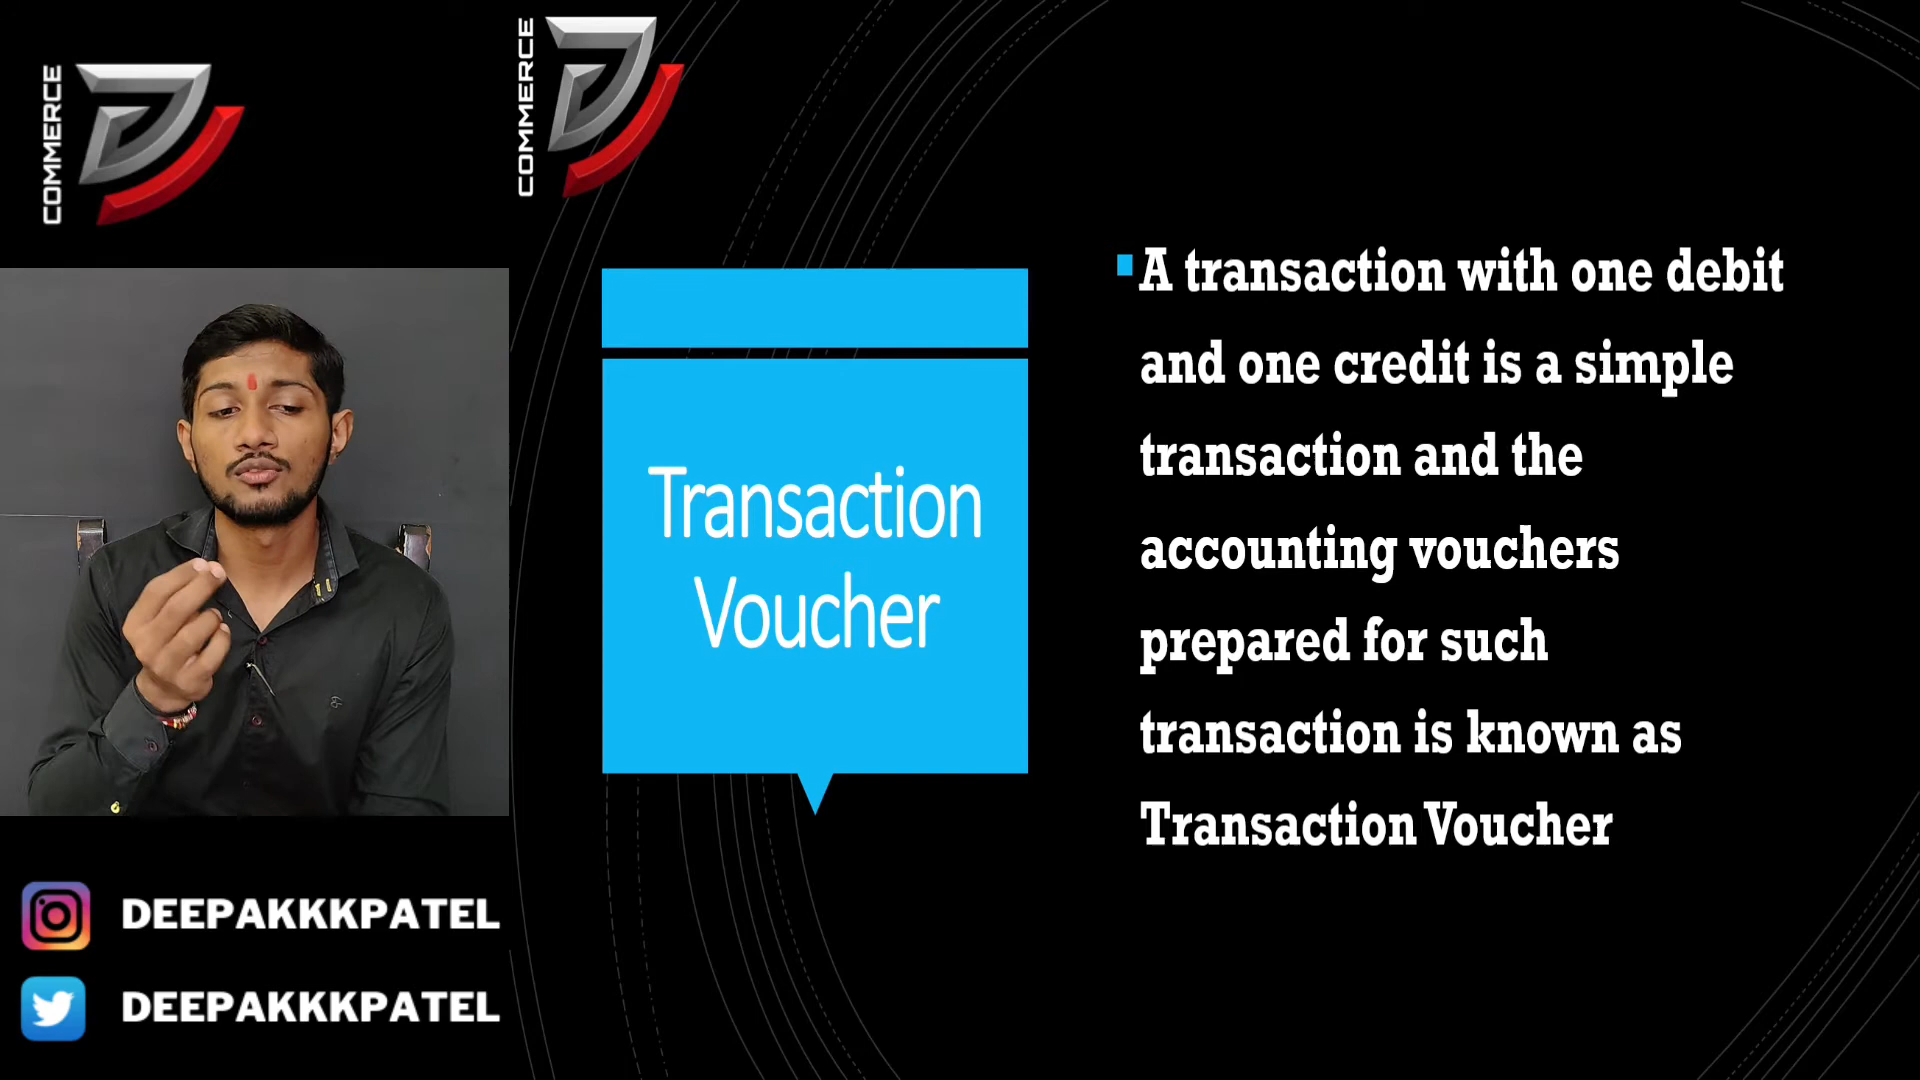 COMMERCE
COMMERCE
Transaction
Voucher
A transaction with one debit
and one credit is a simple
transaction and the
accounting vouchers
prepared for such
transaction is known as
Transaction Voucher
DEEPAKKKPATEL
DEEPAKKKPATEL